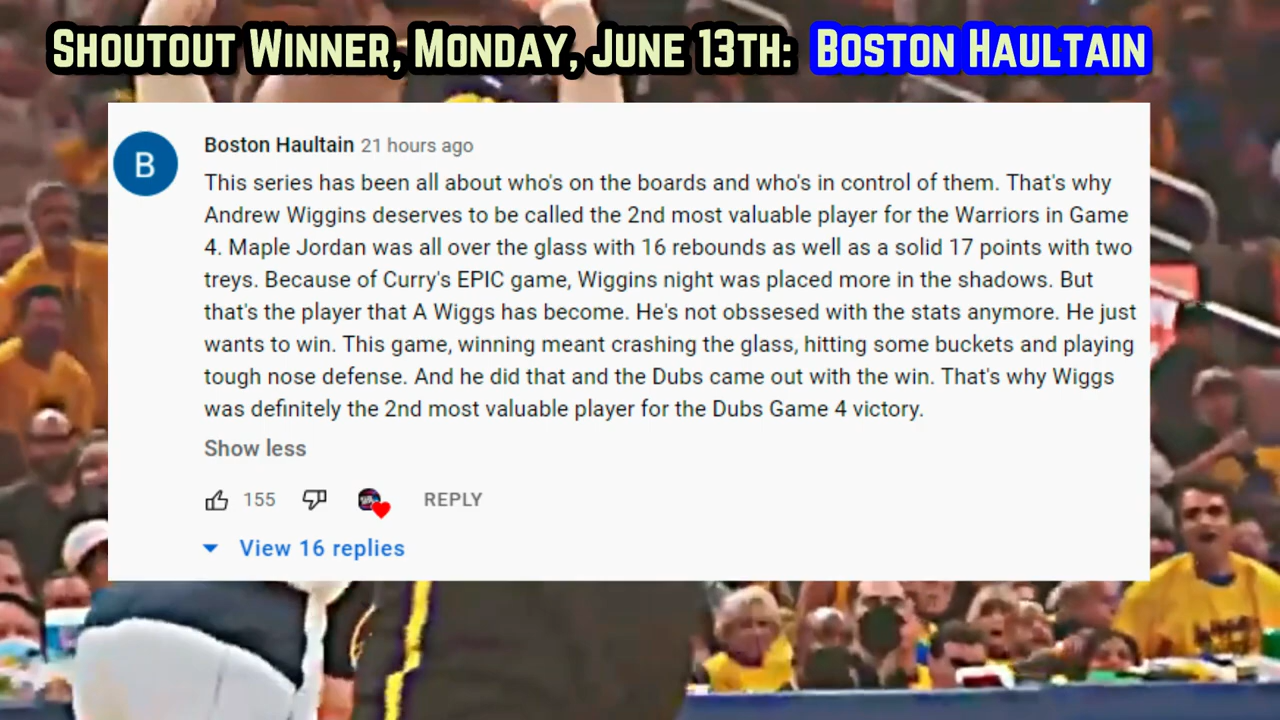 SHOUTOUT WINNER, MONDAY, JUNE 13TH: BOSTON HAULTAIN
B
Boston Haultain 21 hours ago
This series has been all about who's on the boards and who's in control of them. That's why
Andrew Wiggins deserves to be called the 2nd most valuable player for the Warriors in Game
4. Maple Jordan was all over the glass with 16 rebounds as well as a solid 17 points with two
treys. Because of Curry's EPIC game, Wiggins night was placed more in the shadows. But
that's the player that A Wiggs has become. He's not obssesed with the stats anymore. He just
wants to win. This game, winning meant crashing the glass, hitting some buckets and playing
tough nose defense. And he did that and the Dubs came out with the win. That's why Wiggs
was definitely the 2nd most valuable player for the Dubs Game 4 victory.
Show less
155 REPLY
View 16 replies